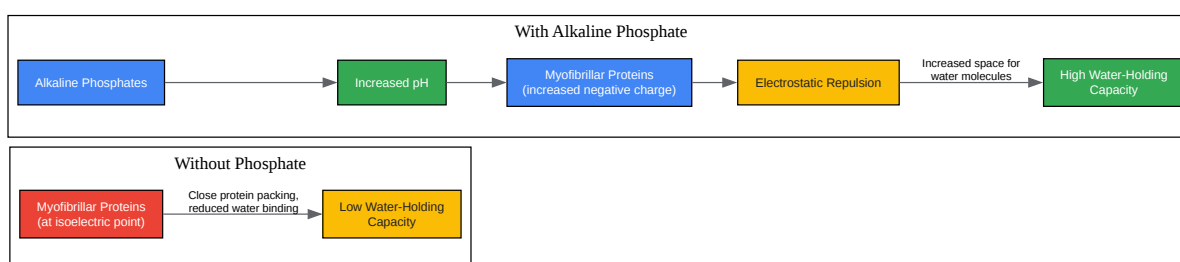 With Alkaline Phosphate
Alkaline Phosphates
Increased pH
Myofibrillar Proteins
(increased negative charge)
Electrostatic Repulsion
Increased space for
water molecules
High Water-Holding
Capacity
Without Phosphate
Myofibrillar Proteins
(at isoelectric point)
Close protein packing,
reduced water binding
Low Water-Holding
Capacity